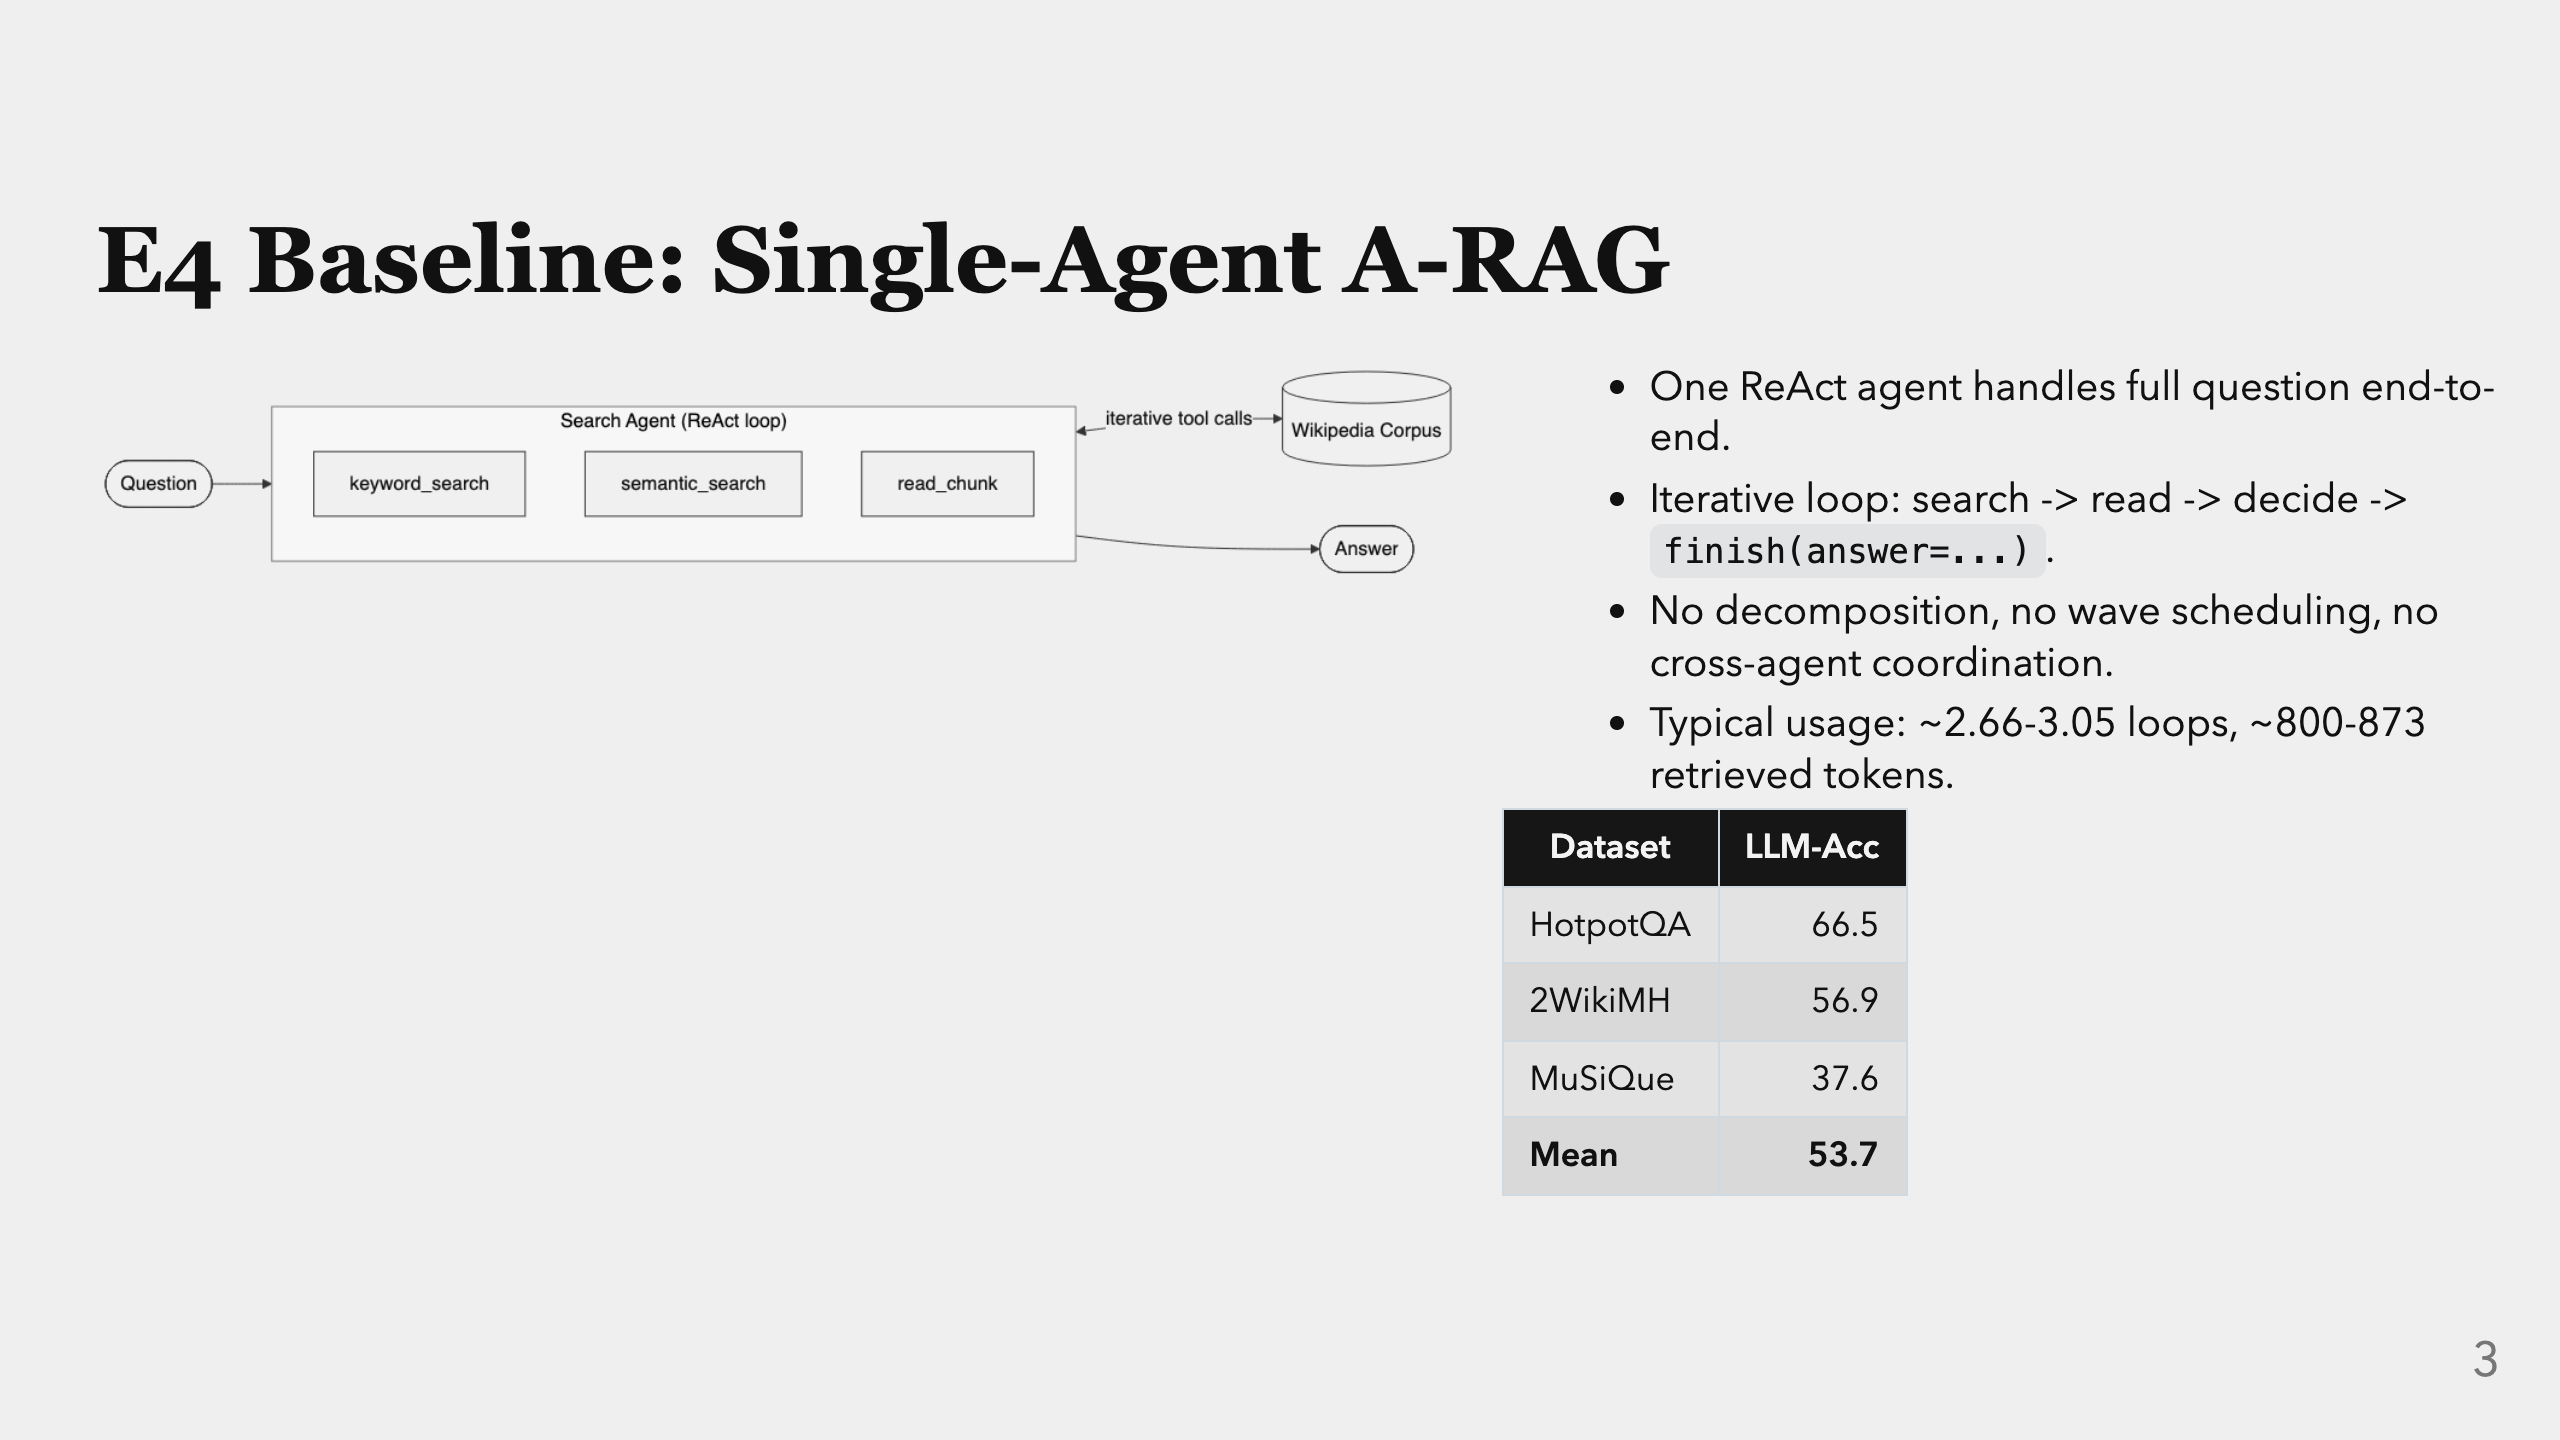 E4 Baseline: Single-Agent A-RAG
Question
Search Agent (ReAct loop)
keyword_search
semantic_search
read_chunk
iterative tool calls
Wikipedia Corpus
Answer
• One ReAct agent handles full question end-to-
end.
• Iterative loop: search -> read -> decide ->
finish(answer=...) .
• No decomposition, no wave scheduling, no
cross-agent coordination.
• Typical usage: ~2.66-3.05 loops, ~800-873
retrieved tokens.
Dataset LLM-Acc
HotpotQA 66.5
2WikiMH 56.9
MuSiQue 37.6
Mean 53.7
3